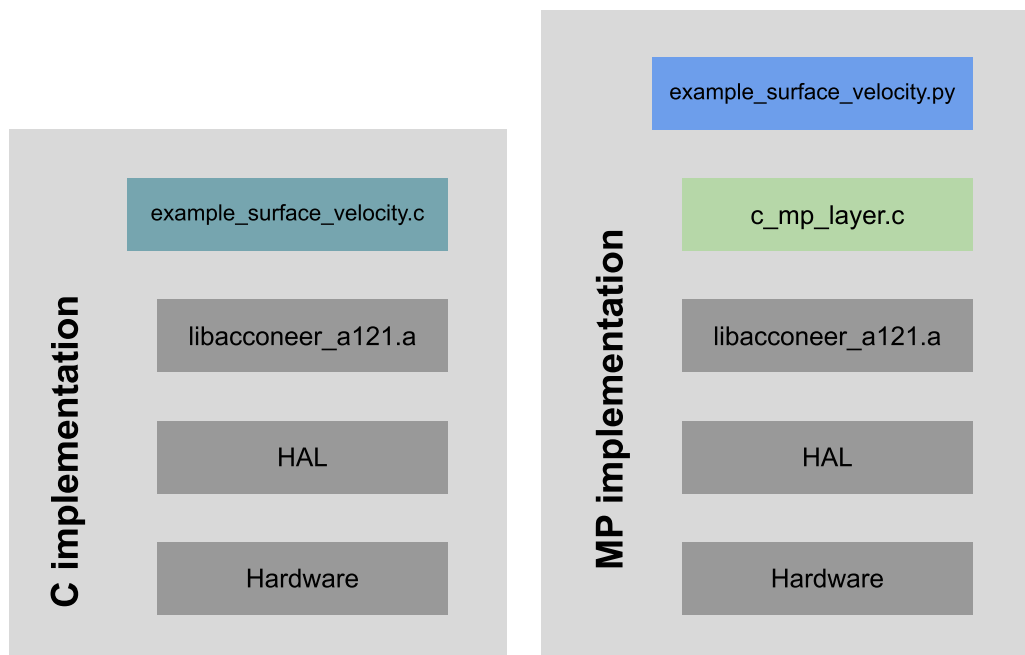 C implementation
example_surface_velocity.c
libacconeer_a121.a
HAL
Hardware
MP implementation
example_surface_velocity.py
c_mp_layer.c
libacconeer_a121.a
HAL
Hardware